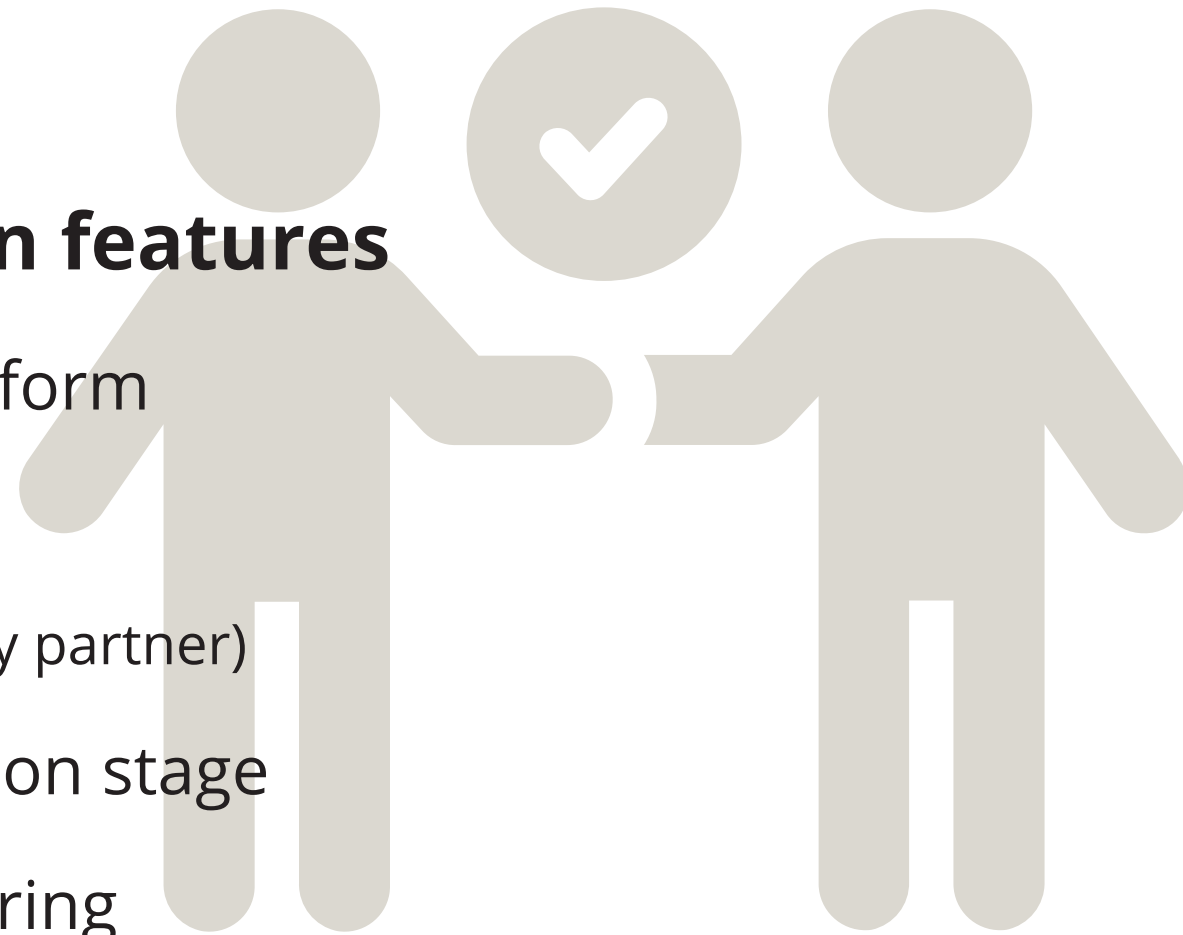 n features
form
y partner)
on stage
ring